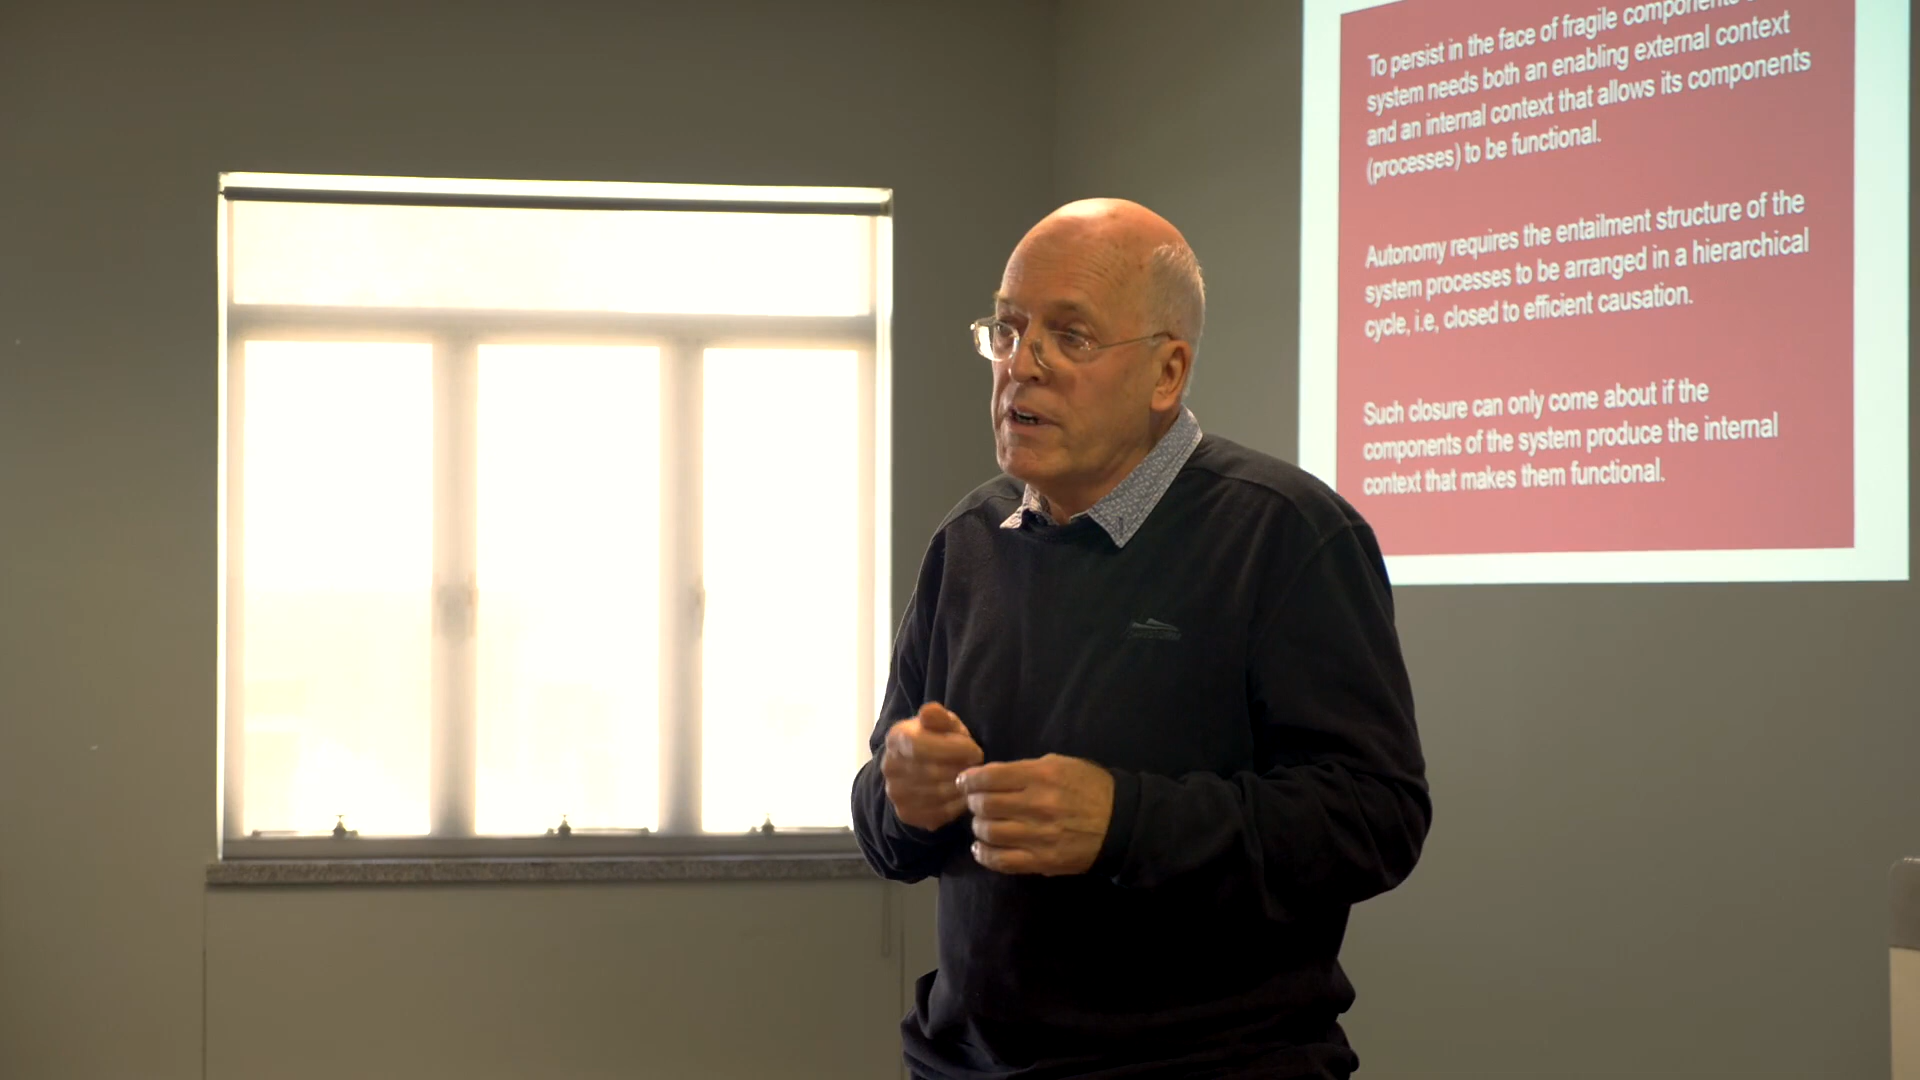 To persist in the face of fragile components
system needs both an enabling external context
and an internal context that allows its components
(processes) to be functional.
Autonomy requires the entailment structure of the
system processes to be arranged in a hierarchical
cycle, i.e, closed to efficient causation.
Such closure can only come about if the
components of the system produce the internal
context that makes them functional.